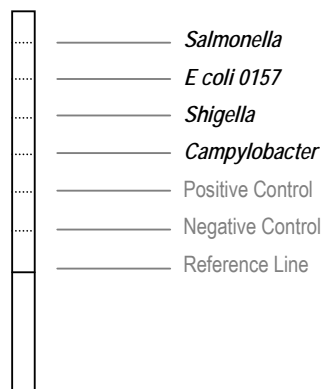 Salmonella
E coli 0157
Shigella
Campylobacter
Positive Control
Negative Control
Reference Line